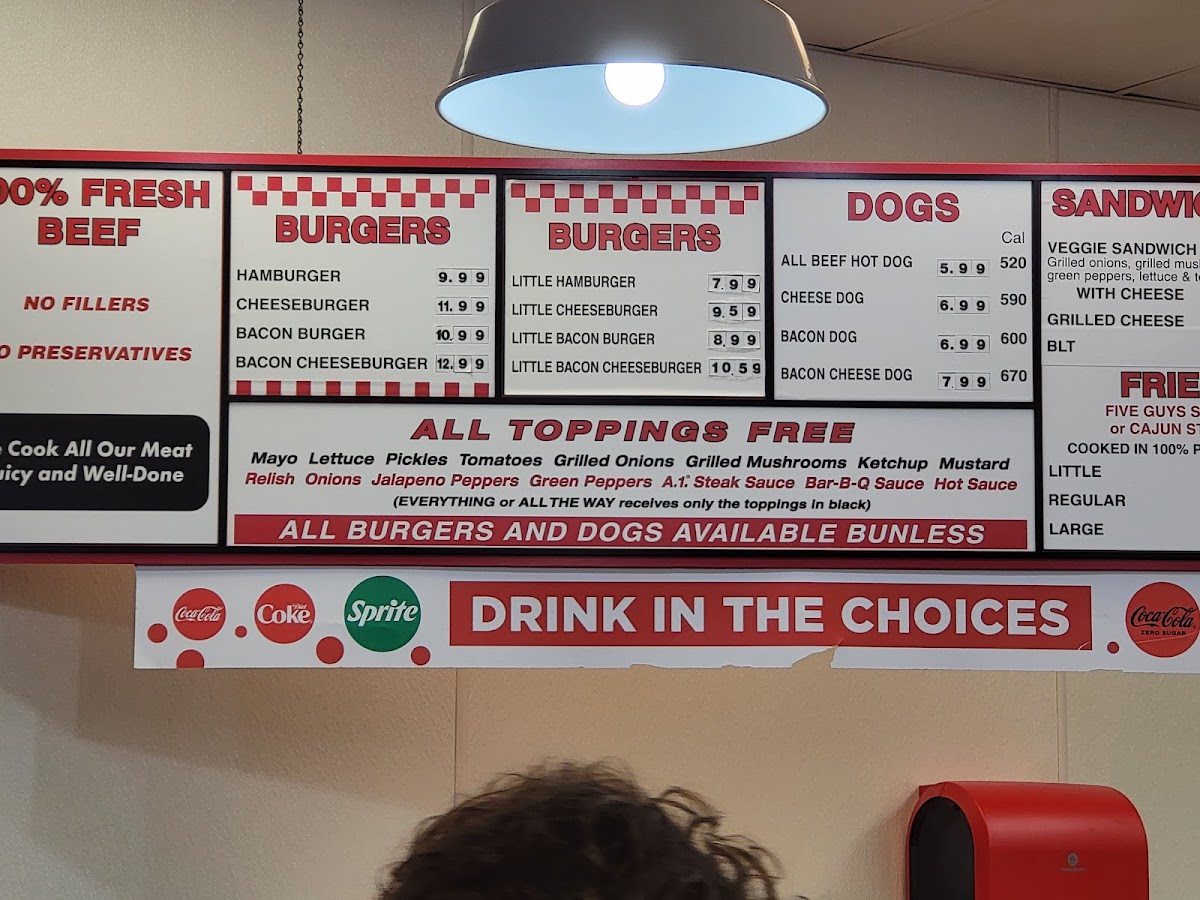 00% FRESH
BEEF
NO FILLERS
O PRESERVATIVES
Cook All Our Meat
uicy and Well-Done
BURGERS
HAMBURGER 9.99
CHEESEBURGER 11.99
BACON BURGER 10.99
BACON CHEESEBURGER 12.99
BURGERS
LITTLE HAMBURGER 7.99
LITTLE CHEESEBURGER 9.59
LITTLE BACON BURGER 8.99
LITTLE BACON CHEESEBURGER 10.59
DOGS
Cal
ALL BEEF HOT DOG 5.99 520
CHEESE DOG 6.99 590
BACON DOG 6.99 600
BACON CHEESE DOG 7.99 670
ALL TOPPINGS FREE
Mayo Lettuce Pickles Tomatoes Grilled Onions Grilled Mushrooms Ketchup Mustard
Relish Onions Jalapeno Peppers Green Peppers A.1.® Steak Sauce Bar-B-Q Sauce Hot Sauce
(EVERYTHING or ALL THE WAY receives only the toppings in black)
ALL BURGERS AND DOGS AVAILABLE BUNLESS
SANDWIC
VEGGIE SANDWICH
Grilled onions, grilled mus
green peppers, lettuce & t
WITH CHEESE
GRILLED CHEESE
BLT
FRIE
FIVE GUYS S
or CAJUN ST
COOKED IN 100% P
LITTLE
REGULAR
LARGE
Coca-Cola
Diet
Coke
Sprite
DRINK IN THE CHOICES
Coca-Cola
ZERO SUGAR